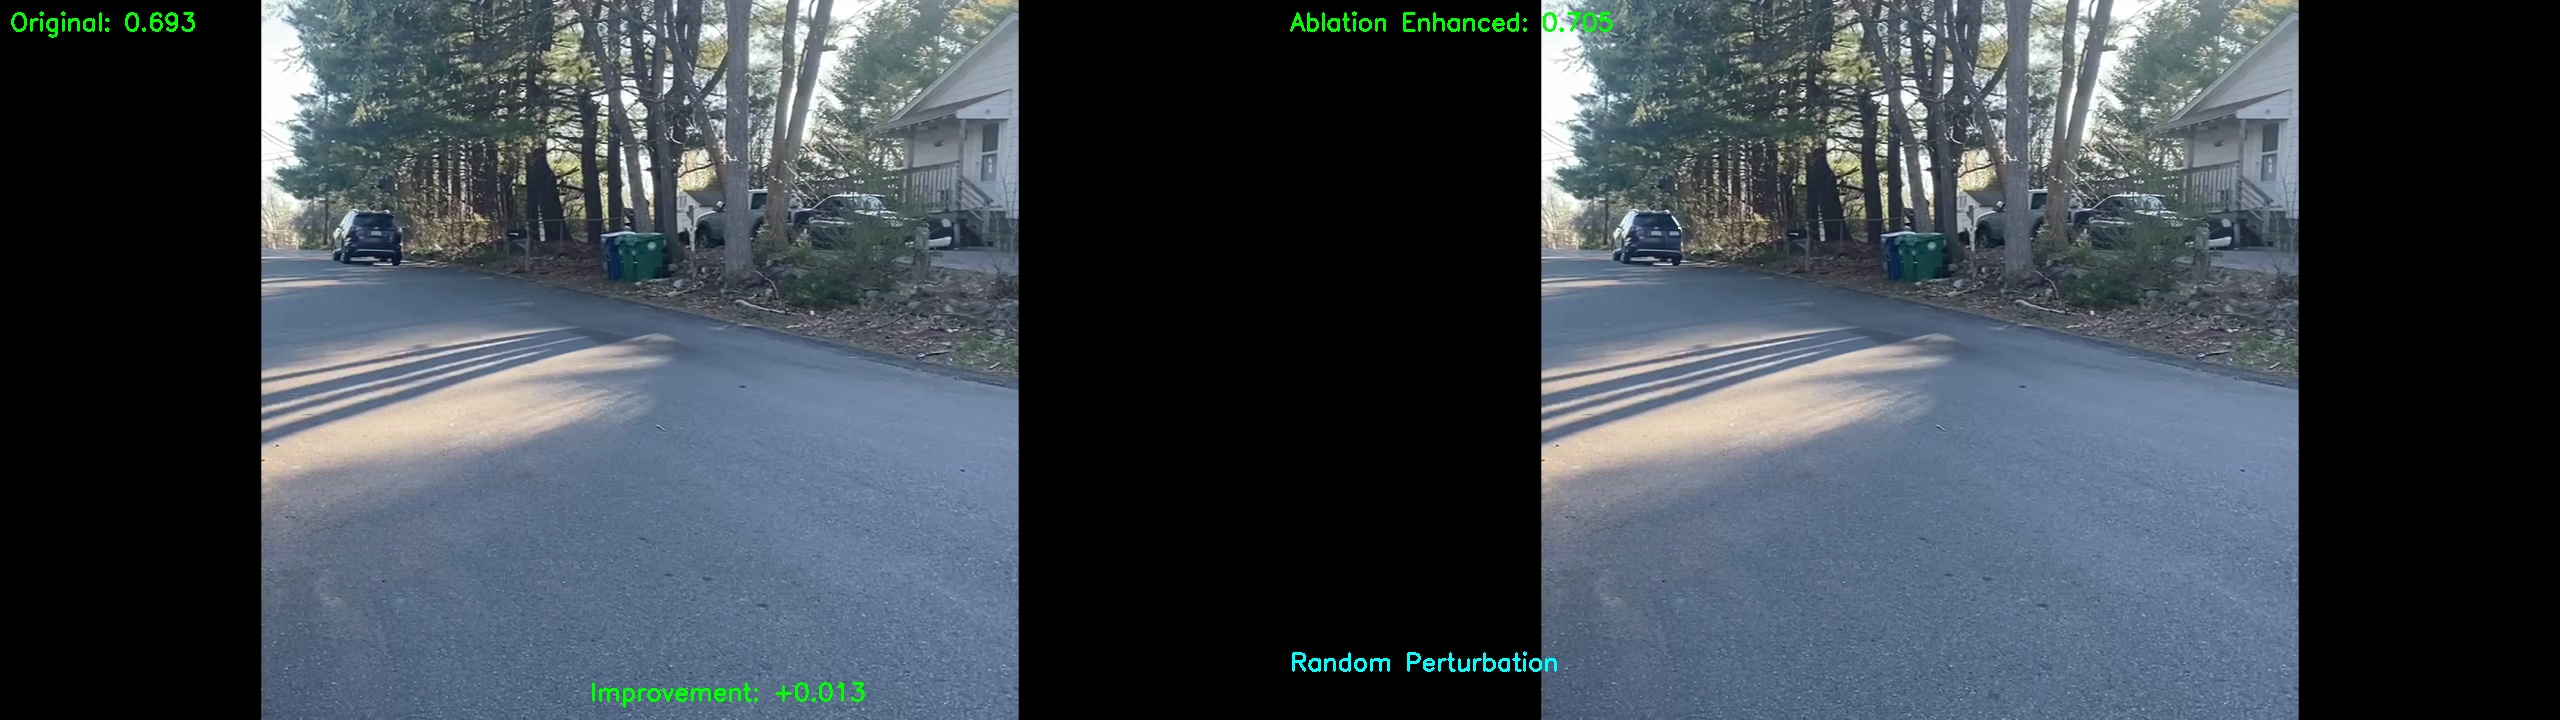 Original: 0.693
Ablation Enhanced: 0.705
Random Perturbation
Improvement: +0.013